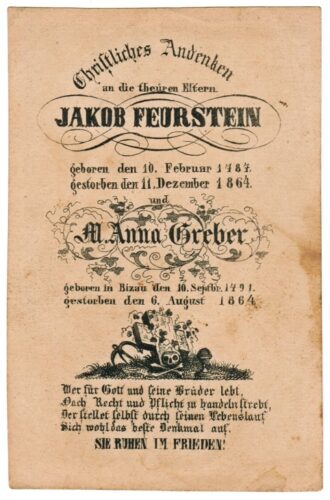 Christliches Andenken
an die theuren Eltern
JAKOB FEURSTEIN
geboren den 10. Februar 1787.
gestorben den 11. Dezember 1864.
und
M. Anna Greber
geboren in Bizau den 10. Septbr. 1791.
gestorben den 6. August 1864.
Wer für Gott und seine Brüder lebt,
Nach Recht und Pflicht zu handeln strebt,
Der stellet selbst durch seinen Lebenslauf
Sich wohl das beste Denkmal auf.
SIE RUHEN IM FRIEDEN!